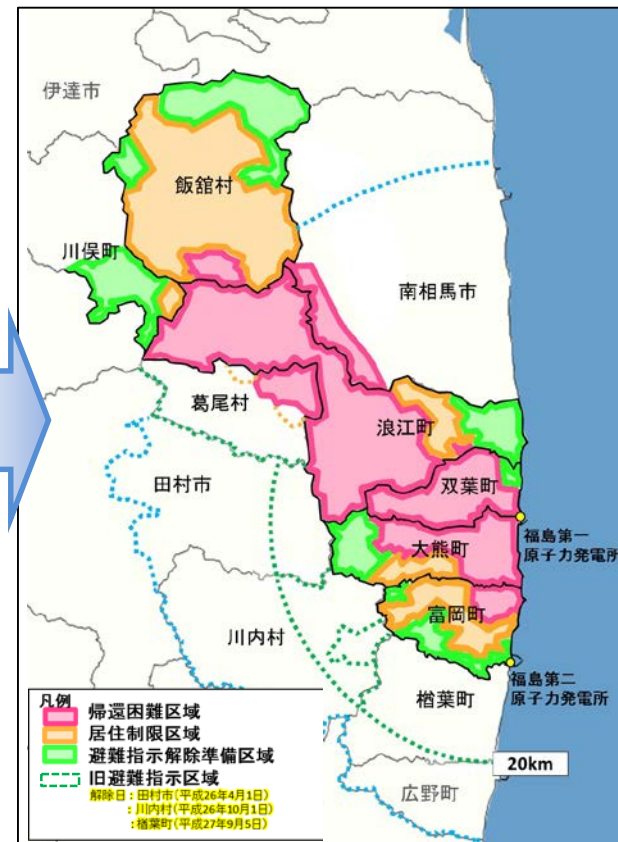 伊達市
飯舘村
川俣町
南相馬市
葛尾村
浪江町
田村市
双葉町
大熊町
福島第一
原子力発電所
富岡町
川内村
福島第二
原子力発電所
楢葉町
20km
広野町
凡例
帰還困難区域
居住制限区域
避難指示解除準備区域
旧避難指示区域
解除日：田村市(平成26年4月1日)
：川内村(平成26年10月1日)
：楢葉町(平成27年9月5日)